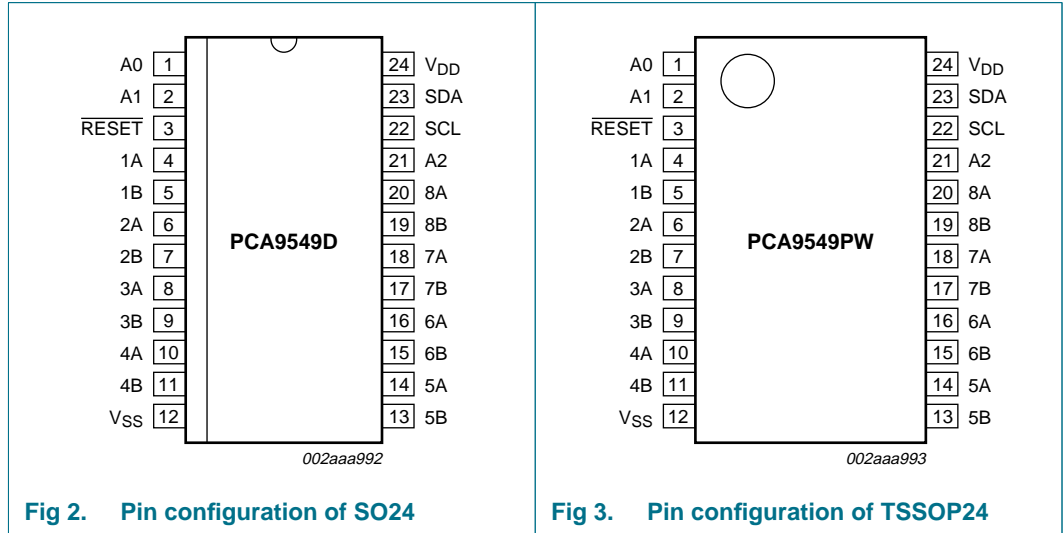 A0 1 24 VDD
A1 2 23 SDA
RESET 3 22 SCL
1A 4 21 A2
1B 5 20 8A
2A 6 19 8B
2B 7 18 7A
3A 8 17 7B
3B 9 16 6A
4A 10 15 6B
4B 11 14 5A
VSS 12 13 5B
PCA9549D
002aaa992
Fig 2. Pin configuration of SO24
A0 1 24 VDD
A1 2 23 SDA
RESET 3 22 SCL
1A 4 21 A2
1B 5 20 8A
2A 6 19 8B
2B 7 18 7A
3A 8 17 7B
3B 9 16 6A
4A 10 15 6B
4B 11 14 5A
VSS 12 13 5B
PCA9549PW
002aaa993
Fig 3. Pin configuration of TSSOP24